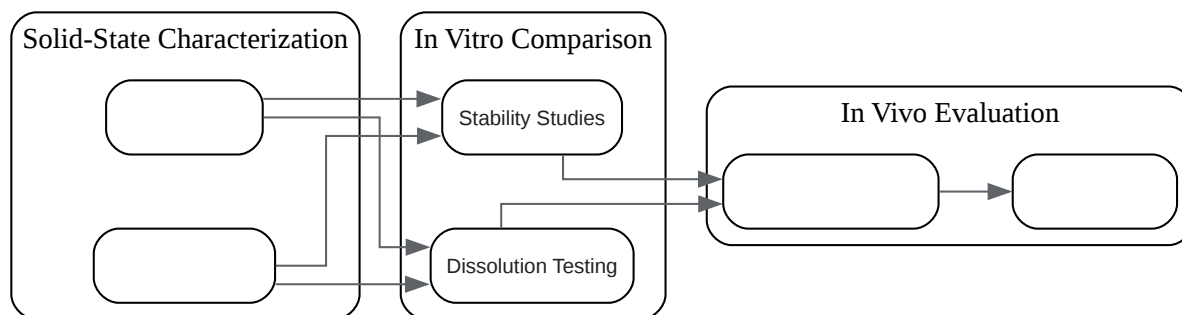 Solid-State Characterization
In Vitro Comparison
Stability Studies
In Vivo Evaluation
Dissolution Testing